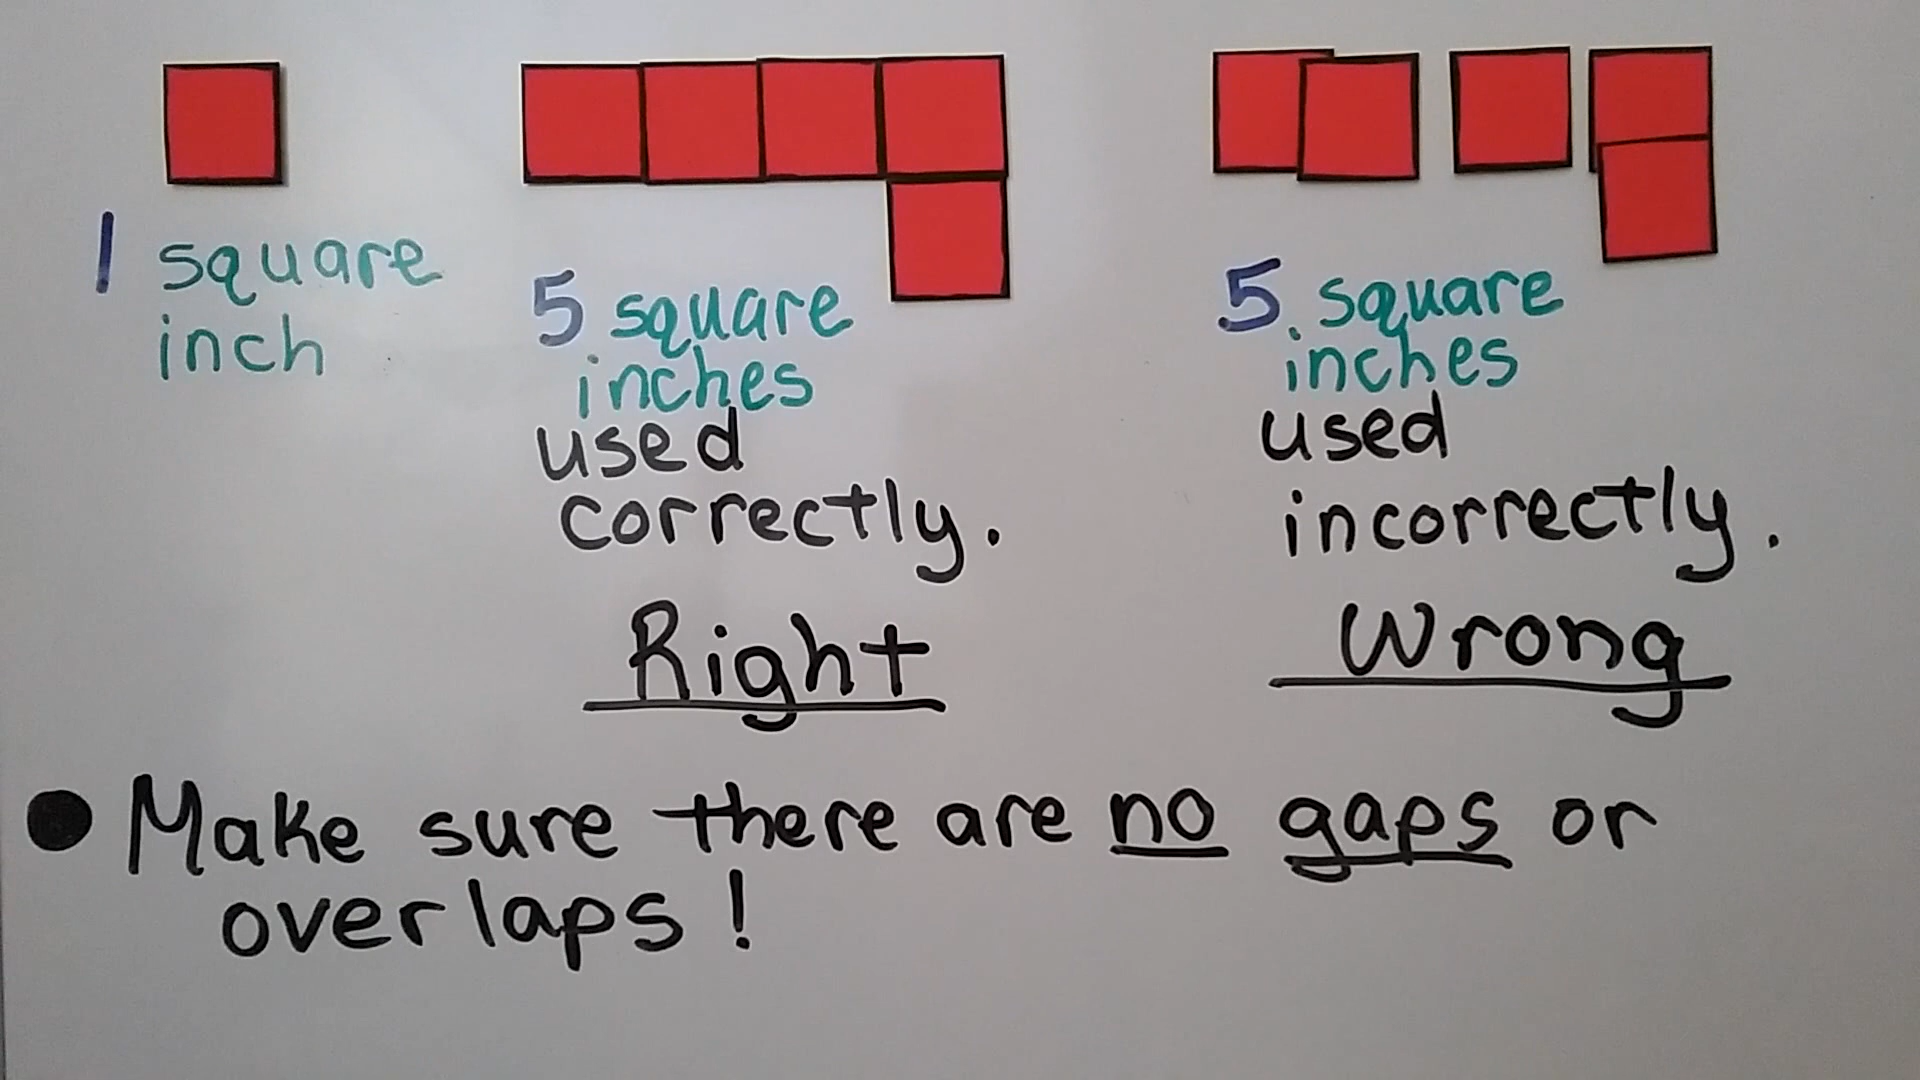 1 square
inch
5 square
inches
used
correctly.
Right
5 square
inches
used
incorrectly.
Wrong
● Make sure there are no gaps or
overlaps!